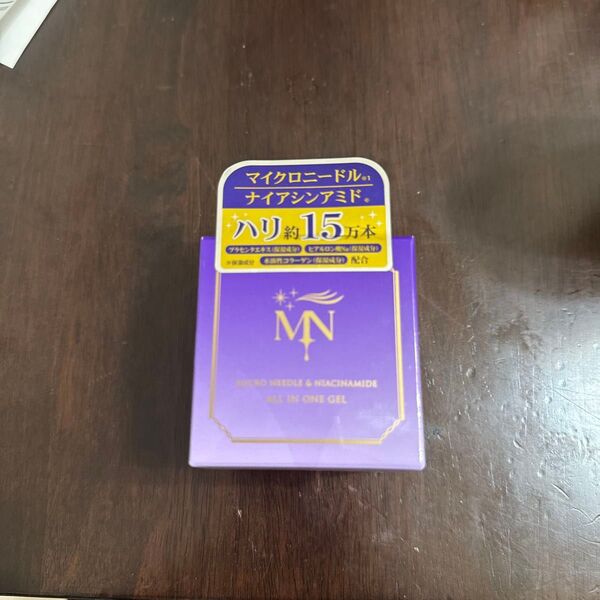 マイクロニードル※1
ナイアシンアミド※
ハリ約15万本
プラセンタエキス(保湿成分) ヒアルロン酸Na(保湿成分)
※保湿成分 水溶性コラーゲン(保湿成分) 配合
MN
MICRO NEEDLE & NIACINAMIDE
ALL IN ONE GEL